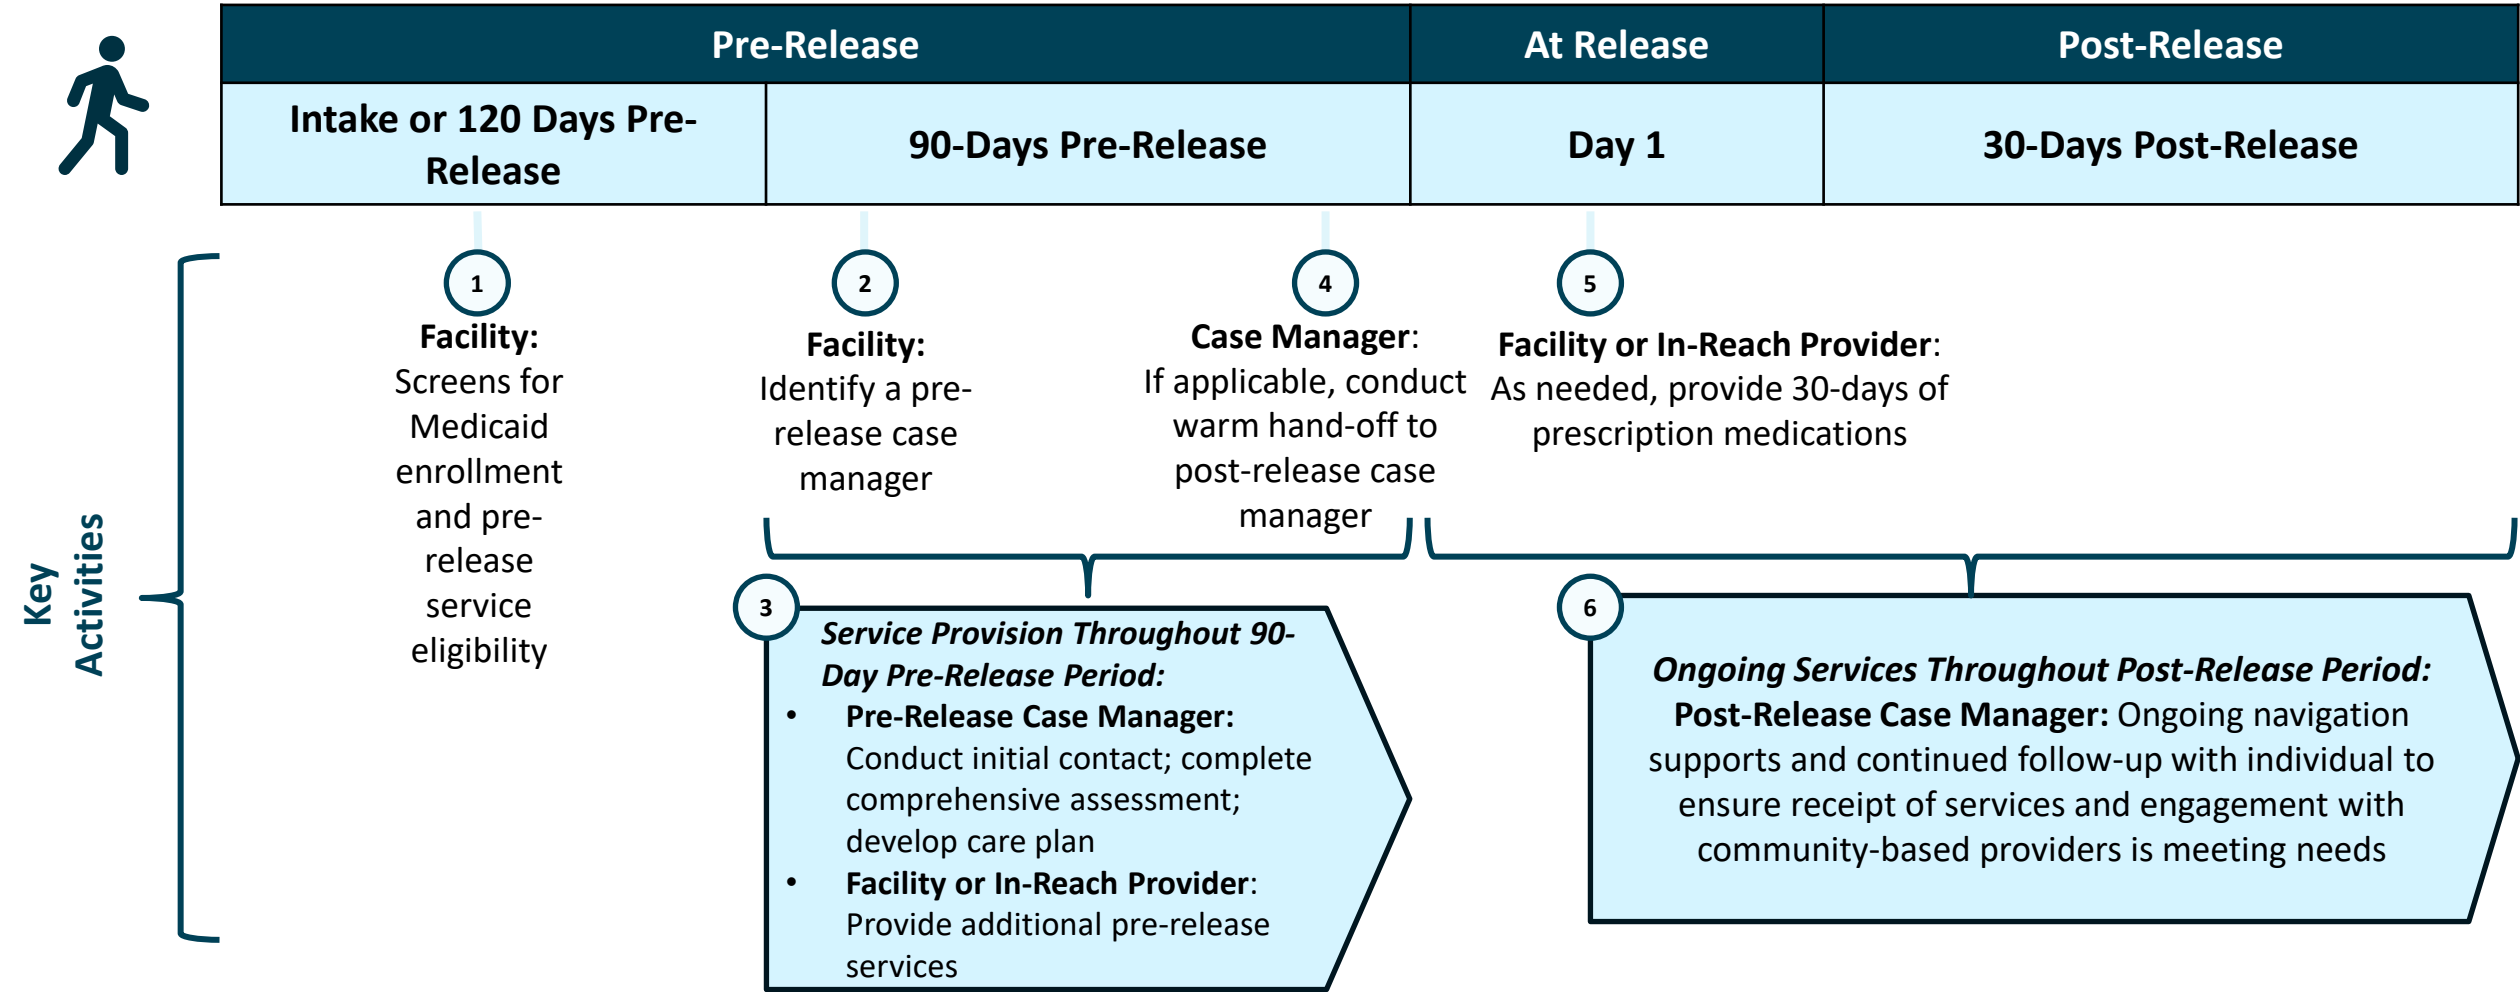 Pre-Release
At Release
Post-Release
Intake or 120 Days Pre-
Release
90-Days Pre-Release
Day 1
30-Days Post-Release
Key
Activities
1
Facility:
Screens for
Medicaid
enrollment
and pre-
release
service
eligibility
2
Facility:
Identify a pre-
release case
manager
4
Case Manager:
If applicable, conduct
warm hand-off to
post-release case
manager
5
Facility or In-Reach Provider:
As needed, provide 30-days of
prescription medications
3
Service Provision Throughout 90-
Day Pre-Release Period:
• Pre-Release Case Manager:
Conduct initial contact; complete
comprehensive assessment;
develop care plan
• Facility or In-Reach Provider:
Provide additional pre-release
services
6
Ongoing Services Throughout Post-Release Period:
Post-Release Case Manager: Ongoing navigation
supports and continued follow-up with individual to
ensure receipt of services and engagement with
community-based providers is meeting needs